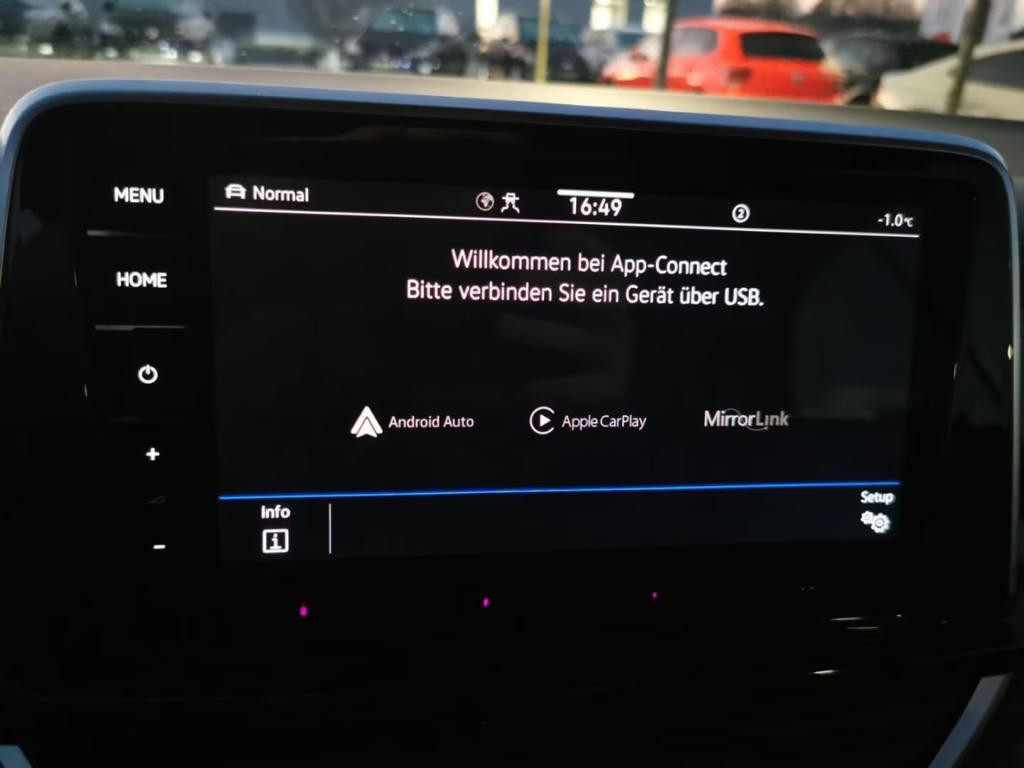 MENU
Normal
16:49
2
-1.0°C
HOME
Willkommen bei App-Connect
Bitte verbinden Sie ein Gerät über USB.
Android Auto
Apple CarPlay
MirrorLink
+
-
Info
i
Setup